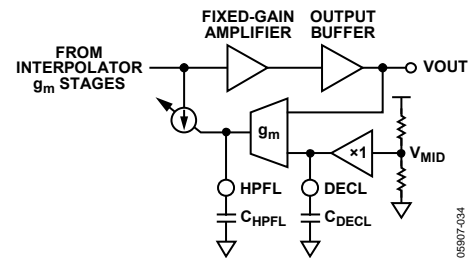 FIXED-GAIN
AMPLIFIER
OUTPUT
BUFFER
FROM
INTERPOLATOR
gm STAGES
VOUT
gm
×1
VMID
HPFL
DECL
CHPFL
CDECL
05907-034